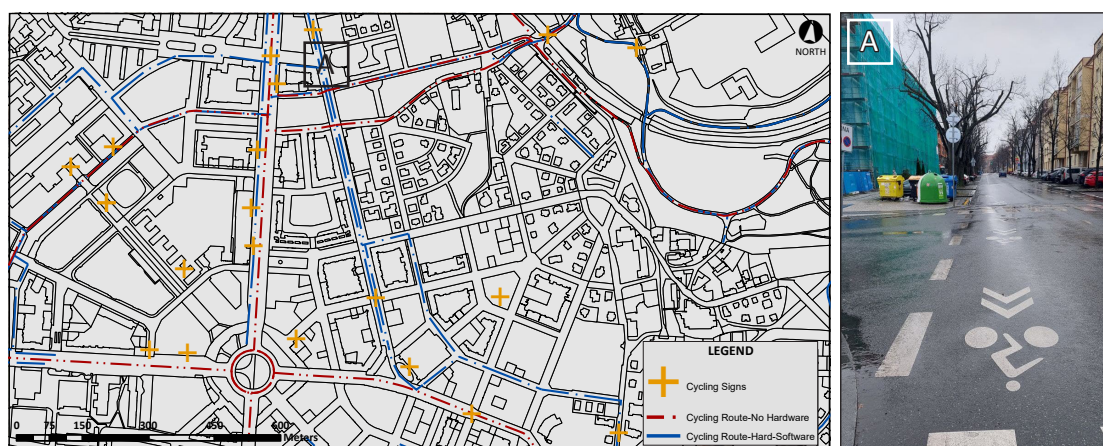 A
NORTH
LEGEND
Cycling Signs
Cycling Route-No Hardware
Cycling Route-Hard-Software
0 75 150 300 450 600
Meters
A
NA